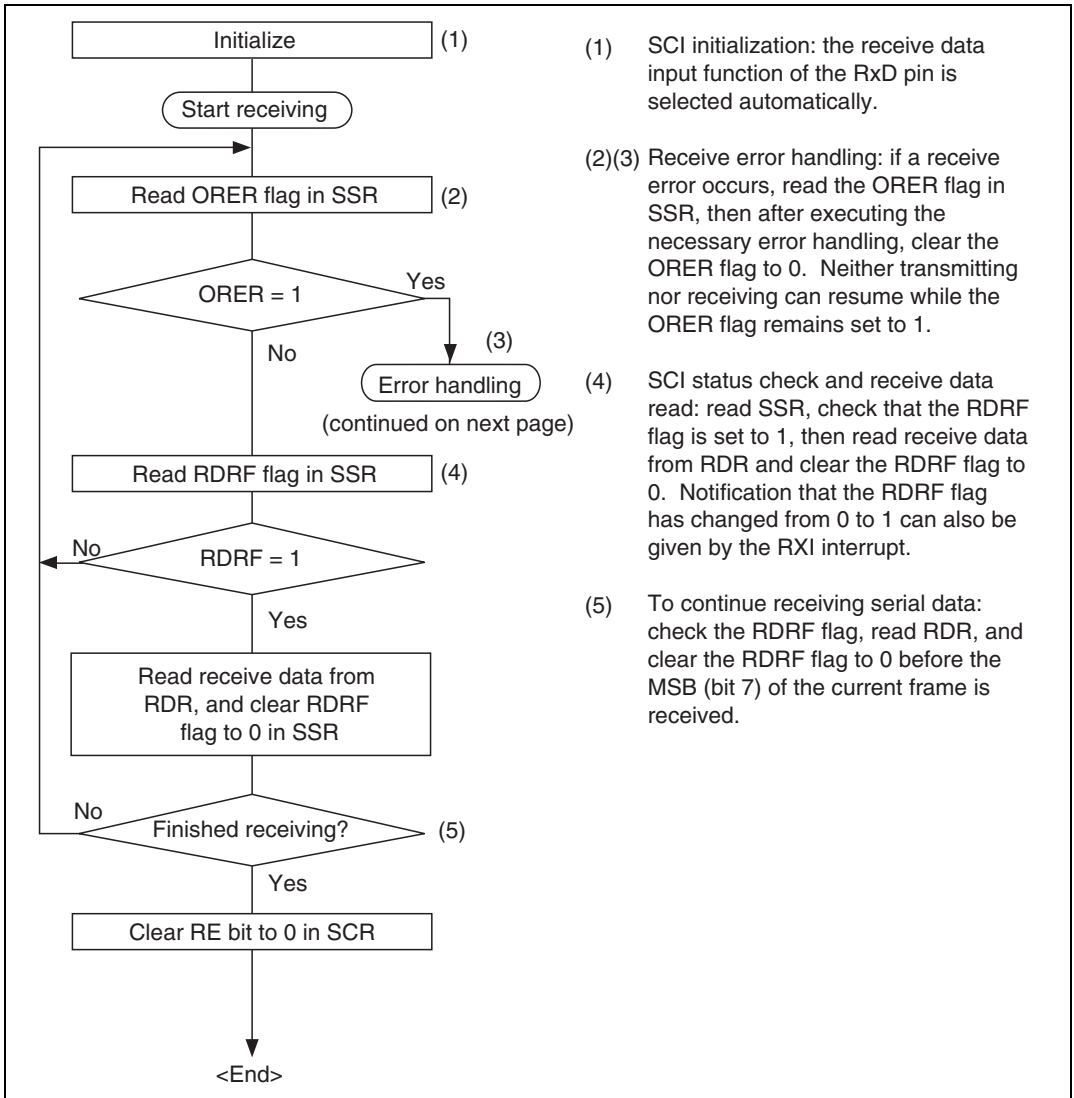 Initialize
(1)
Start receiving
Read ORER flag in SSR
(2)
ORER = 1
Yes
No
(3)
Error handling
(continued on next page)
Read RDRF flag in SSR
(4)
No
RDRF = 1
Yes
Read receive data from
RDR, and clear RDRF
flag to 0 in SSR
No
Finished receiving?
(5)
Yes
Clear RE bit to 0 in SCR
<End>
(1) SCI initialization: the receive data
input function of the RxD pin is
selected automatically.
(2)(3) Receive error handling: if a receive
error occurs, read the ORER flag in
SSR, then after executing the
necessary error handling, clear the
ORER flag to 0. Neither transmitting
nor receiving can resume while the
ORER flag remains set to 1.
(4) SCI status check and receive data
read: read SSR, check that the RDRF
flag is set to 1, then read receive data
from RDR and clear the RDRF flag to
0. Notification that the RDRF flag
has changed from 0 to 1 can also be
given by the RXI interrupt.
(5) To continue receiving serial data:
check the RDRF flag, read RDR, and
clear the RDRF flag to 0 before the
MSB (bit 7) of the current frame is
received.